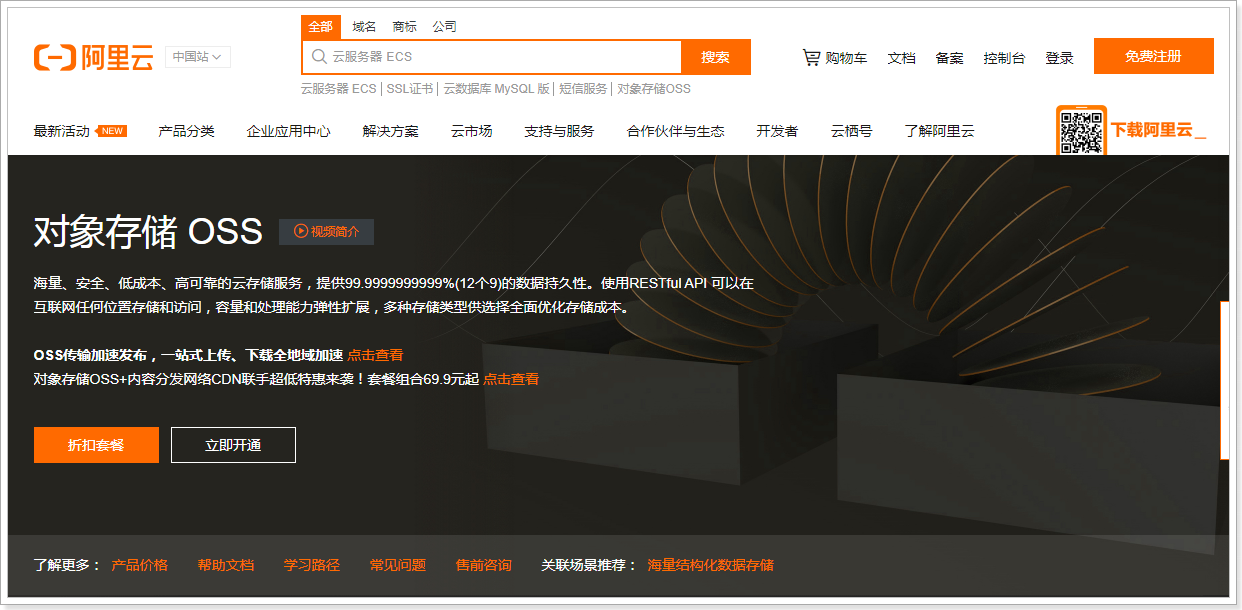 全部 域名 商标 公司
阿里云 中国站 云服务器 ECS 搜索 购物车 文档 备案 控制台 登录 免费注册
云服务器 ECS | SSL证书 | 云数据库 MySQL 版 | 短信服务 | 对象存储OSS
最新活动 NEW 产品分类 企业应用中心 解决方案 云市场 支持与服务 合作伙伴与生态 开发者 云栖号 了解阿里云 下载阿里云_
对象存储 OSS 视频简介
海量、安全、低成本、高可靠的云存储服务，提供99.9999999999%(12个9)的数据持久性。使用RESTful API 可以在
互联网任何位置存储和访问，容量和处理能力弹性扩展，多种存储类型供选择全面优化存储成本。
OSS传输加速发布，一站式上传、下载全地域加速 点击查看
对象存储OSS+内容分发网络CDN联手超低特惠来袭！套餐组合69.9元起 点击查看
折扣套餐 立即开通
了解更多： 产品价格 帮助文档 学习路径 常见问题 售前咨询 关联场景推荐： 海量结构化数据存储